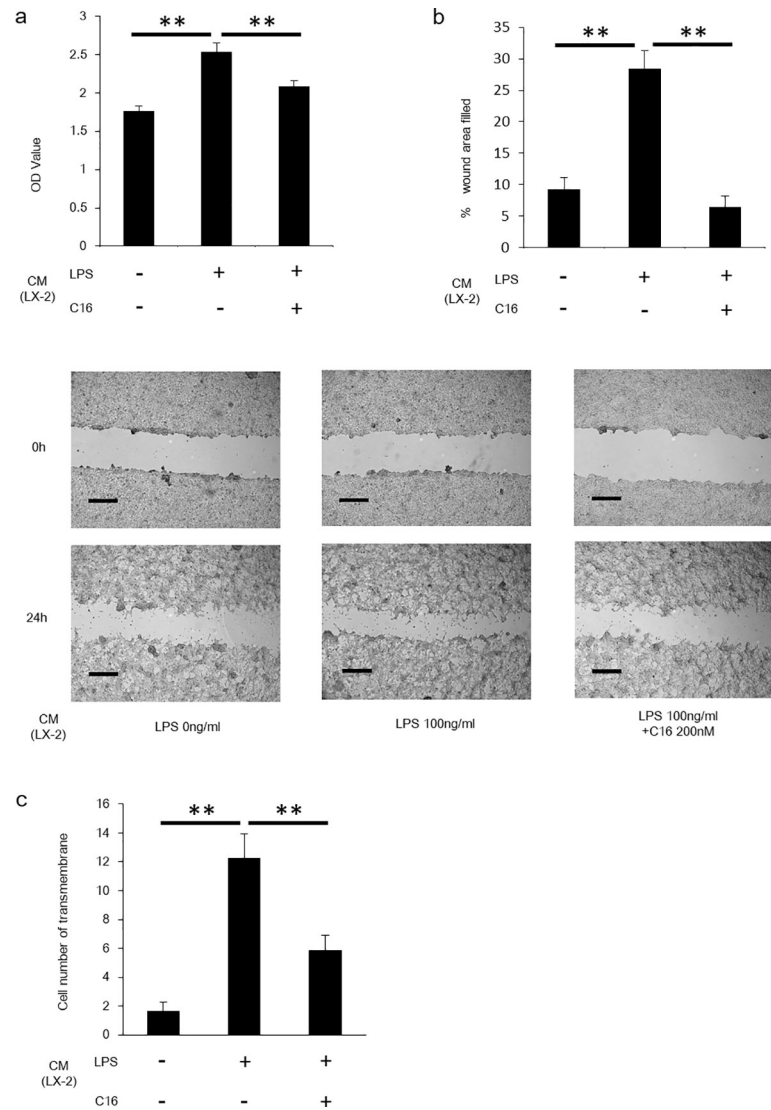 a
** **
3
2.5
2
1.5
1
0.5
0
OD Value
CM
(LX-2)
LPS - + +
C16 - - +
b
** **
35
30
25
20
15
10
5
0
% wound area filled
CM
(LX-2)
LPS - + +
C16 - - +
0h
24h
CM
(LX-2)
LPS 0ng/ml
LPS 100ng/ml
LPS 100ng/ml
+C16 200nM
c
** **
16
14
12
10
8
6
4
2
0
Cell number of transmembrane
CM
(LX-2)
LPS - + +
C16 - - +